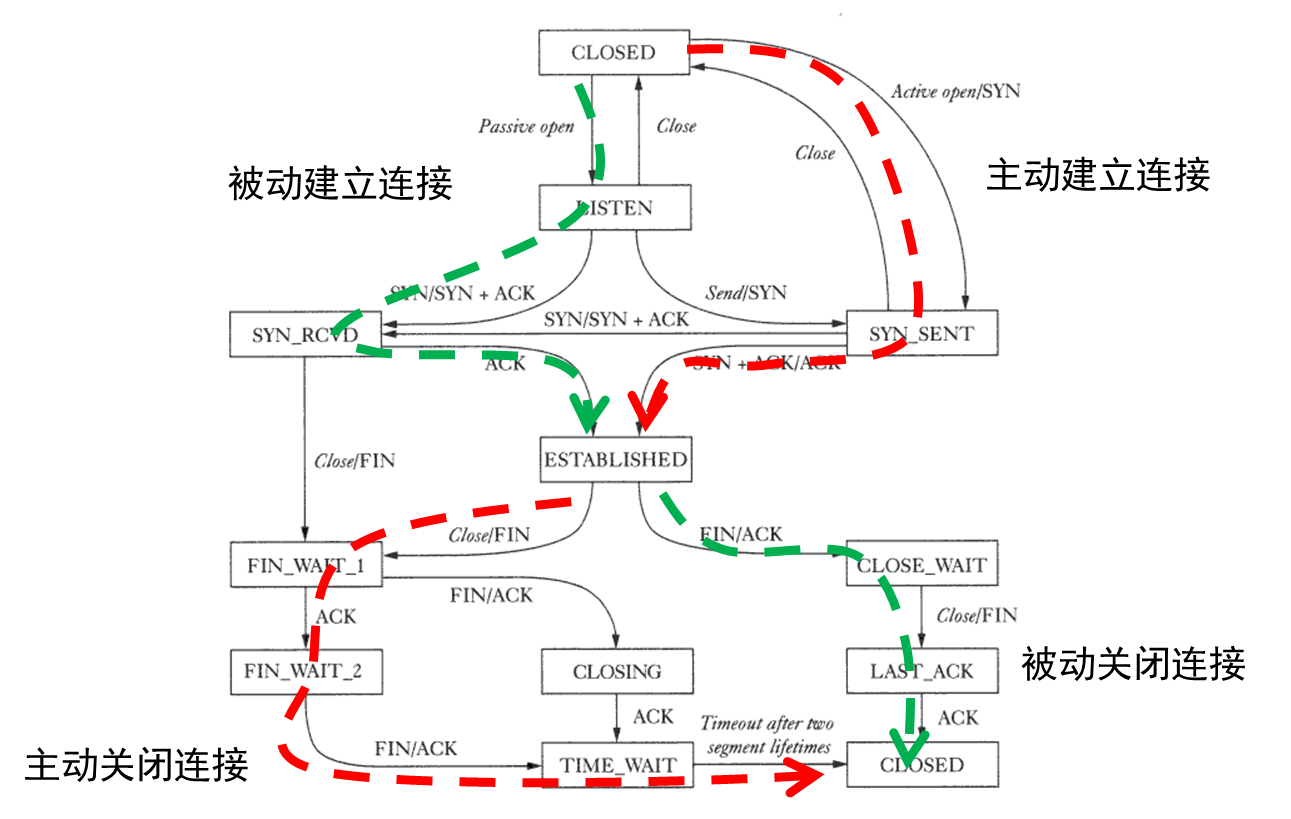 CLOSED
Active open/SYN
Passive open
Close
Close
被动建立连接
主动建立连接
LISTEN
SYN/SYN + ACK
Send/SYN
SYN/SYN + ACK
SYN_RCVD
SYN_SENT
ACK
SYN + ACK/ACK
ESTABLISHED
Close/FIN
Close/FIN
FIN/ACK
FIN_WAIT_1
CLOSE_WAIT
FIN/ACK
ACK
Close/FIN
FIN_WAIT_2
CLOSING
LAST_ACK
被动关闭连接
ACK
Timeout after two
segment lifetimes
ACK
主动关闭连接
FIN/ACK
TIME_WAIT
CLOSED